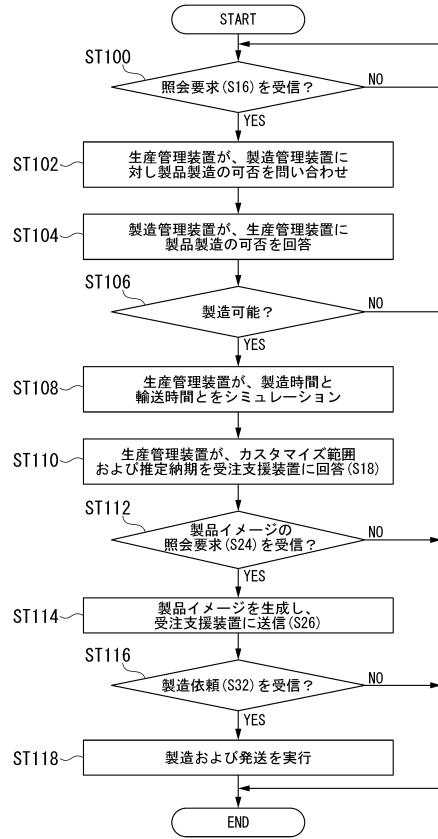 START
ST100
照会要求(S16)を受信？
NO
YES
ST102
生産管理装置が、製造管理装置に
対し製品製造の可否を問い合わせ
ST104
製造管理装置が、生産管理装置に
製品製造の可否を回答
ST106
製造可能？
NO
YES
ST108
生産管理装置が、製造時間と
輸送時間とをシミュレーション
ST110
生産管理装置が、カスタマイズ範囲
および推定納期を受注支援装置に回答(S18)
ST112
製品イメージの
照会要求(S24)を受信？
NO
YES
ST114
製品イメージを生成し、
受注支援装置に送信(S26)
ST116
製造依頼(S32)を受信？
NO
YES
ST118
製造および発送を実行
END